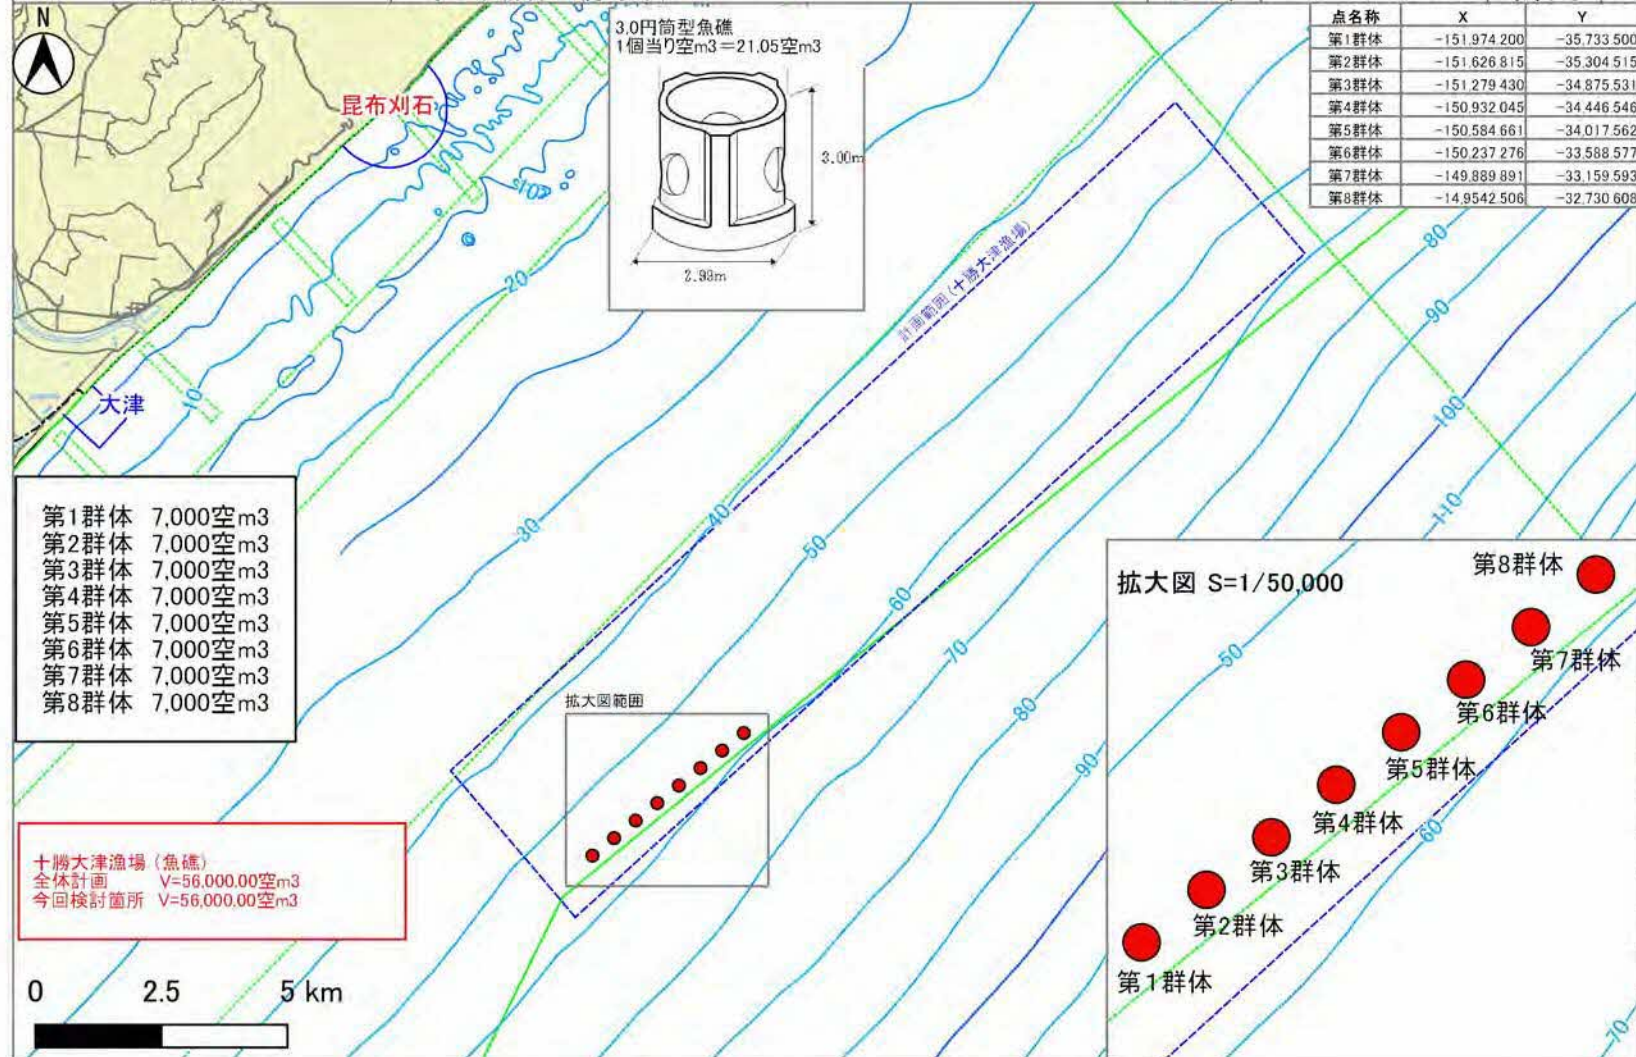 N
昆布刈石
大津
3.0円筒型魚礁
1個当り空m3＝21.05空m3
3.00m
2.98m
点名称 X Y
第1群体 -151,974.200 -35,733.500
第2群体 -151,626.815 -35,304.515
第3群体 -151,279.430 -34,875.531
第4群体 -150,932.045 -34,446.546
第5群体 -150,584.661 -34,017.562
第6群体 -150,237.276 -33,588.577
第7群体 -149,889.891 -33,159.593
第8群体 -14,9542.506 -32,730.608
計画範囲(十勝大津漁場)
10
20
30
40
50
60
70
80
90
80
90
100
110
第1群体 7,000空m3
第2群体 7,000空m3
第3群体 7,000空m3
第4群体 7,000空m3
第5群体 7,000空m3
第6群体 7,000空m3
第7群体 7,000空m3
第8群体 7,000空m3
拡大図範囲
十勝大津漁場(魚礁)
全体計画 V=56,000.00空m3
今回検討箇所 V=56,000.00空m3
0 2.5 5 km
拡大図 S=1/50,000
第8群体
第7群体
第6群体
第5群体
第4群体
第3群体
第2群体
第1群体
50
60
70